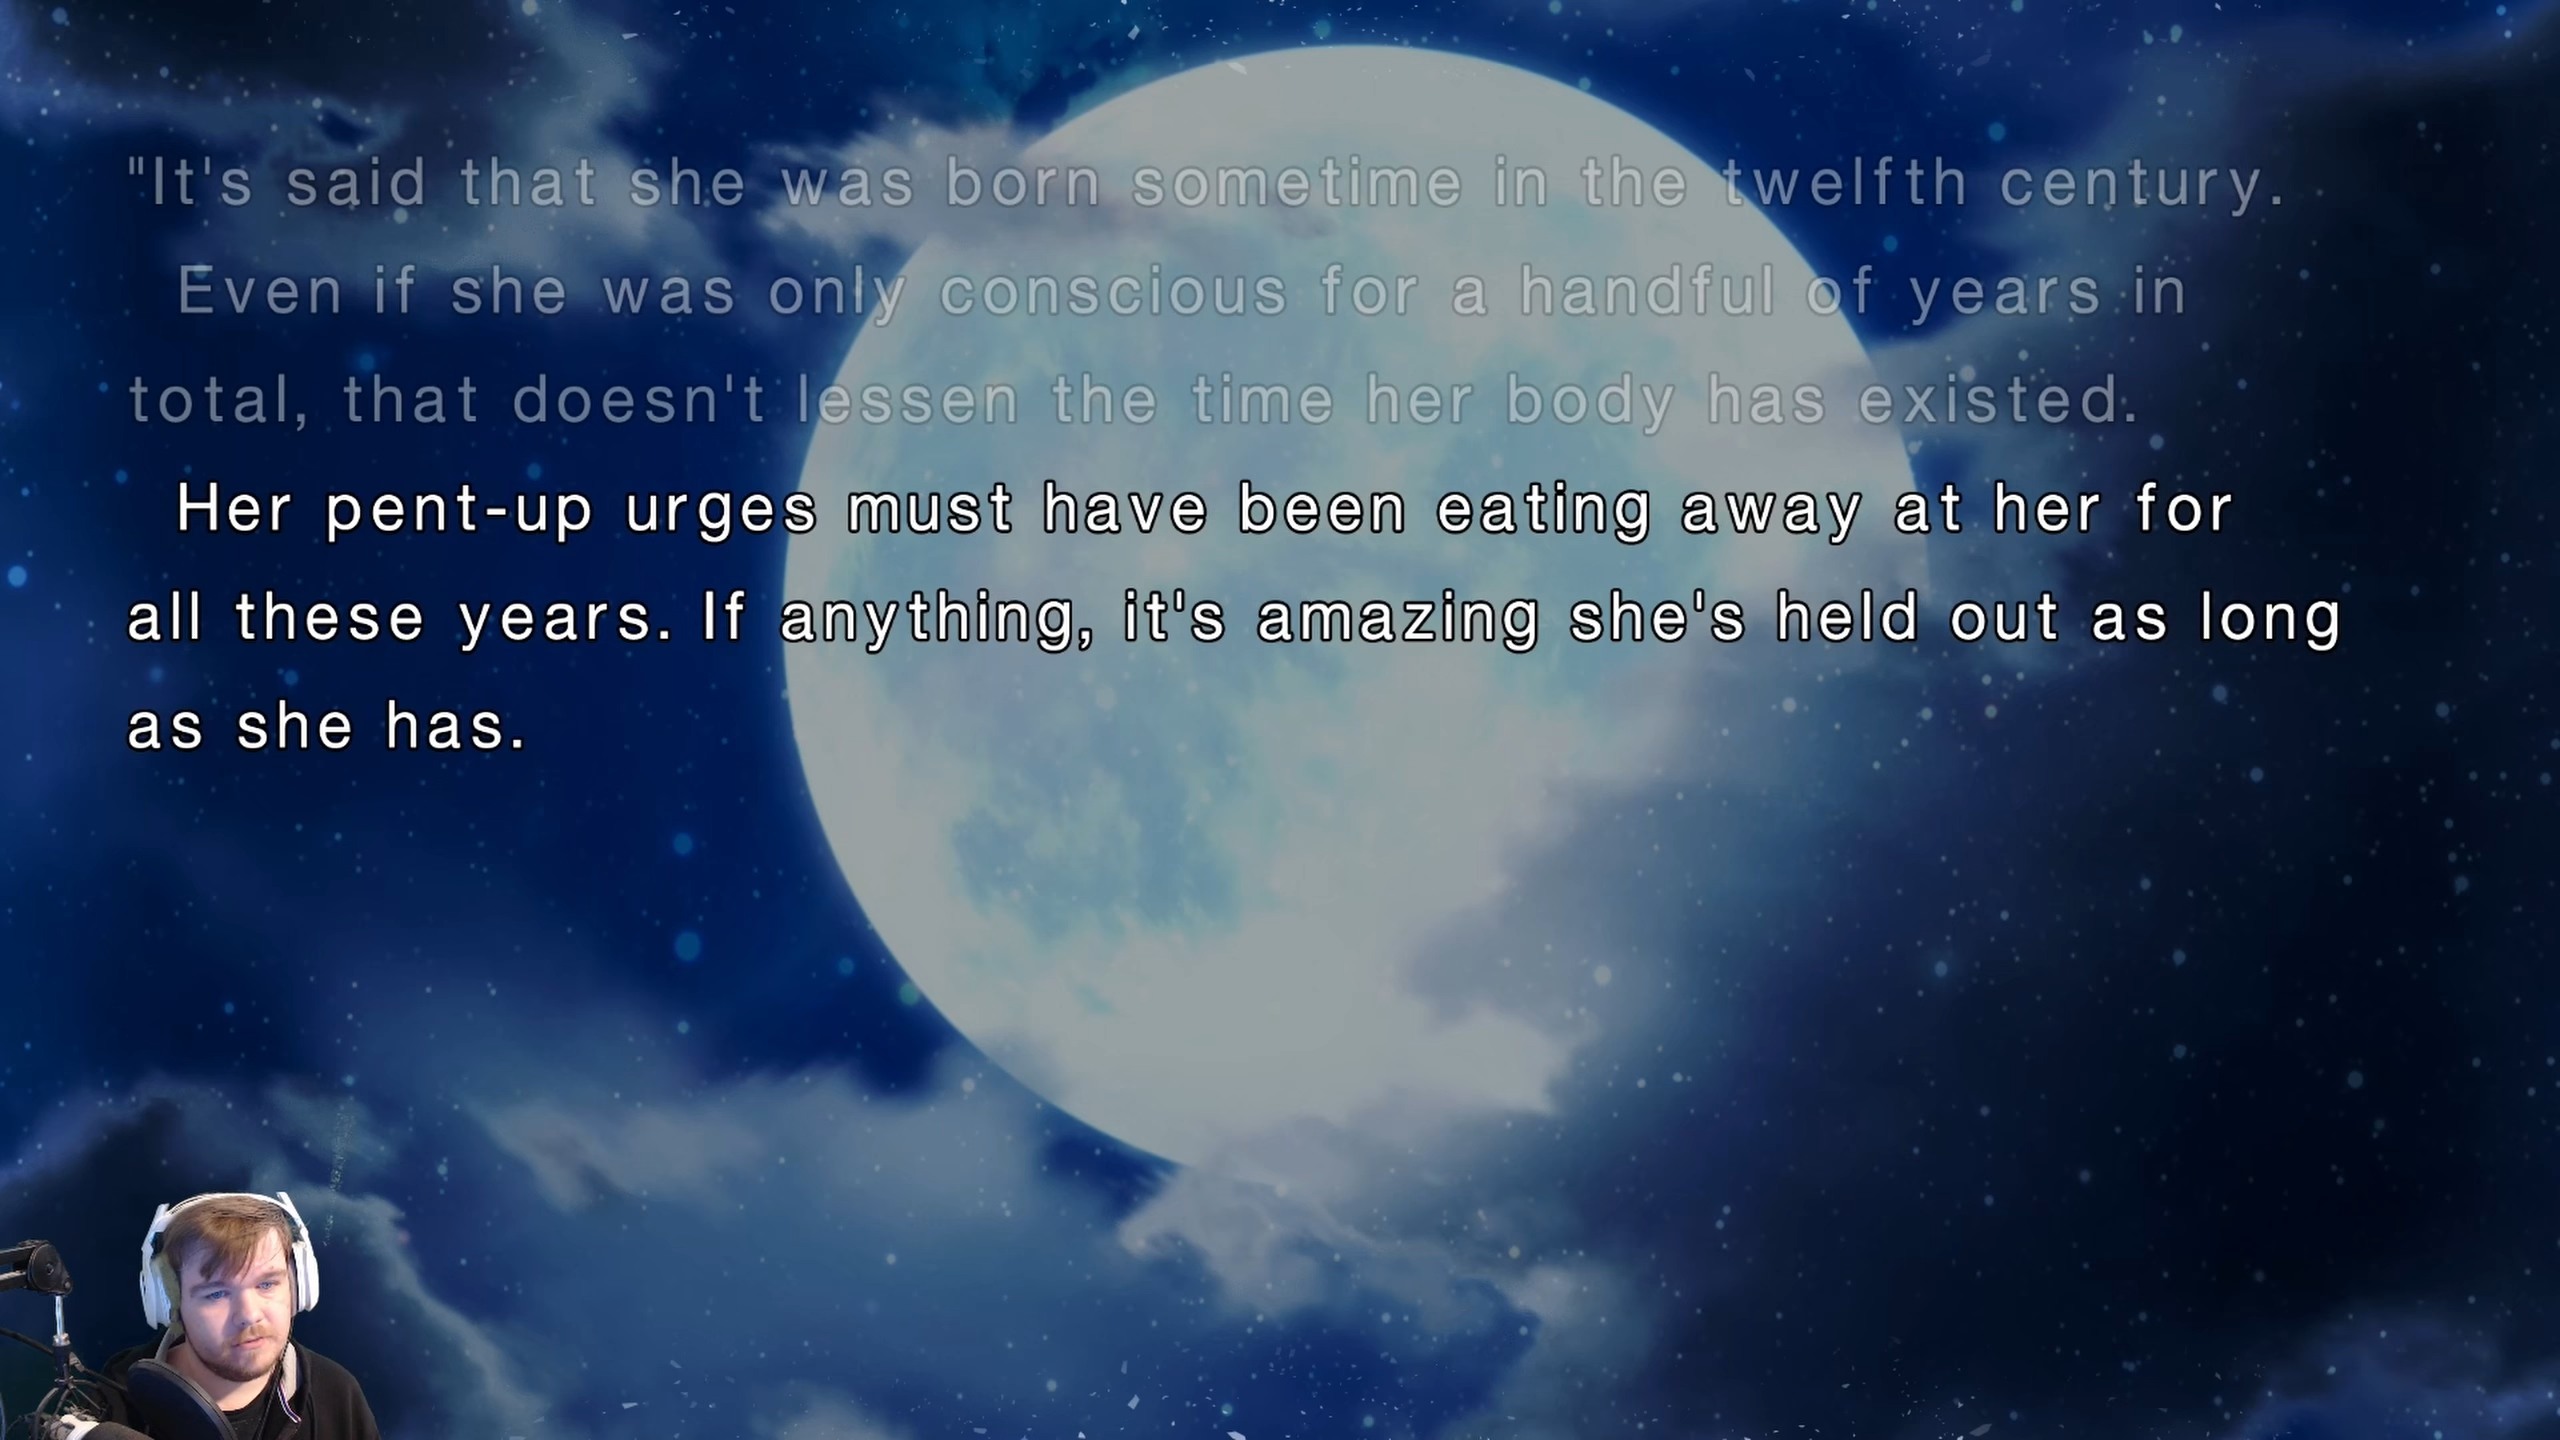 "It's said that she was born sometime in the twelfth century.
Even if she was only conscious for a handful of years in
total, that doesn't lessen the time her body has existed.
Her pent-up urges must have been eating away at her for
all these years. If anything, it's amazing she's held out as long
as she has.